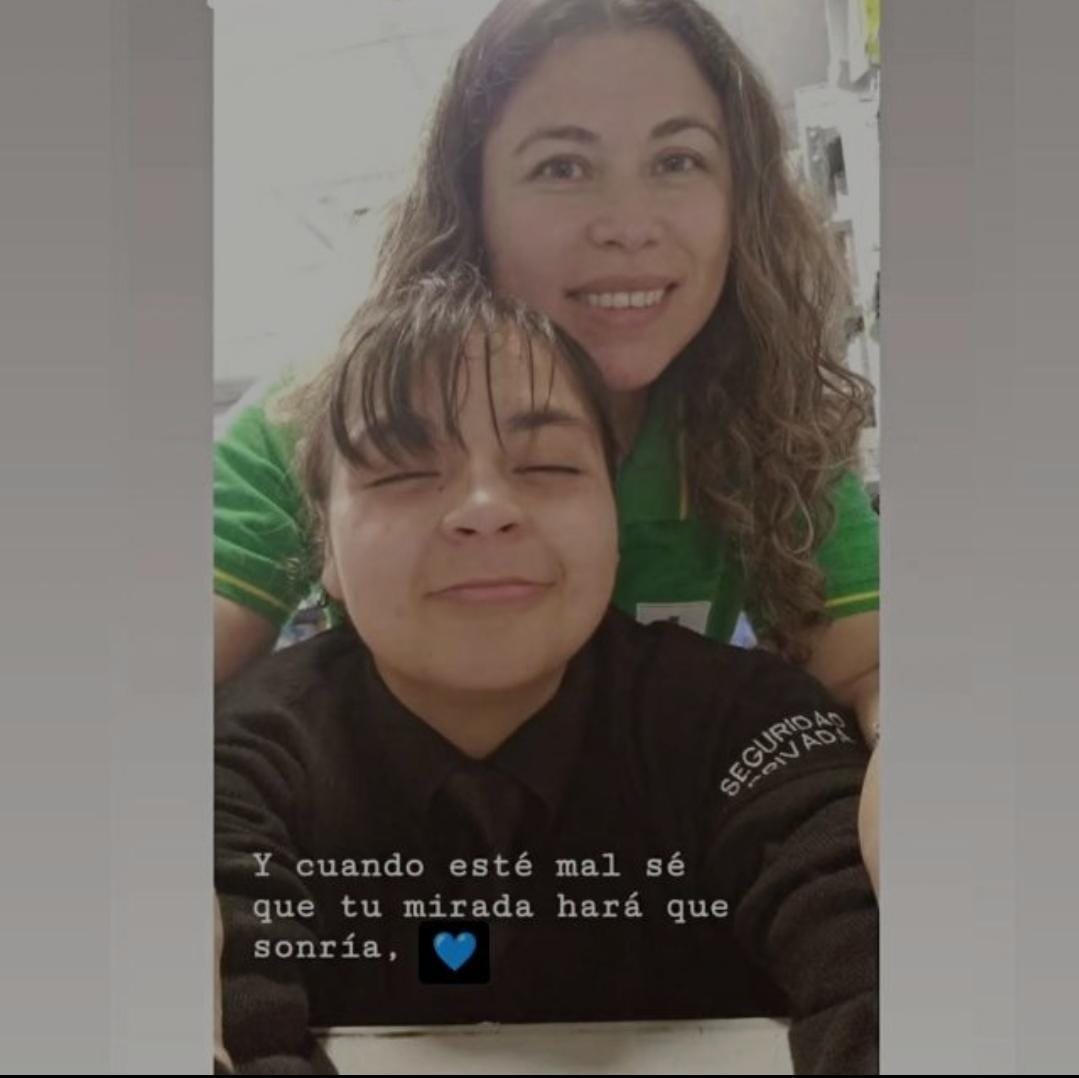 SEGURIDAD
PRIVADA
Y cuando esté mal sé
que tu mirada hará que
sonría, 💙